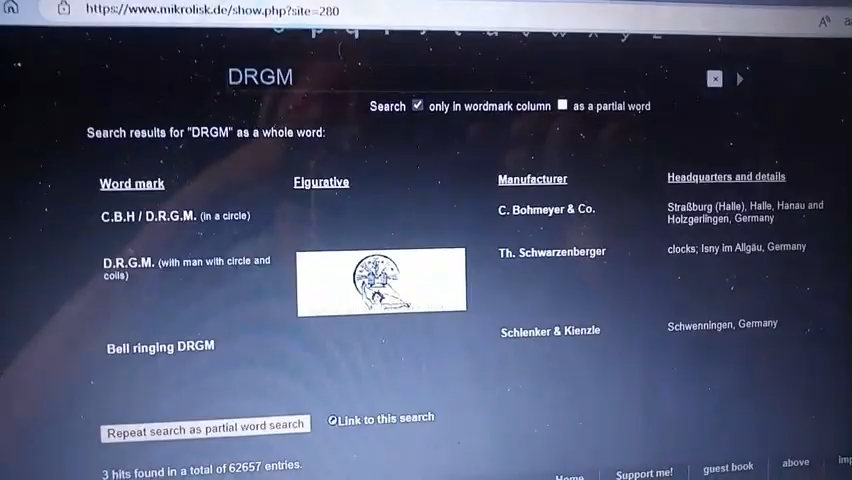 https://www.mikrolisk.de/show.php?site=280
DRGM
Search only in wordmark column as a partial word
Search results for "DRGM" as a whole word:
Word mark Figurative Manufacturer Headquarters and details
C.B.H / D.R.G.M. (in a circle) C. Bohmeyer & Co. Straßburg (Halle), Halle, Hanau and
Holzgerlingen, Germany
D.R.G.M. (with man with circle and Th. Schwarzenberger clocks; Isny im Allgäu, Germany
coils)
Bell ringing DRGM Schlenker & Kienzle Schwenningen, Germany
Repeat search as partial word search Link to this search
3 hits found in a total of 62657 entries.
Home Support me! guest book above